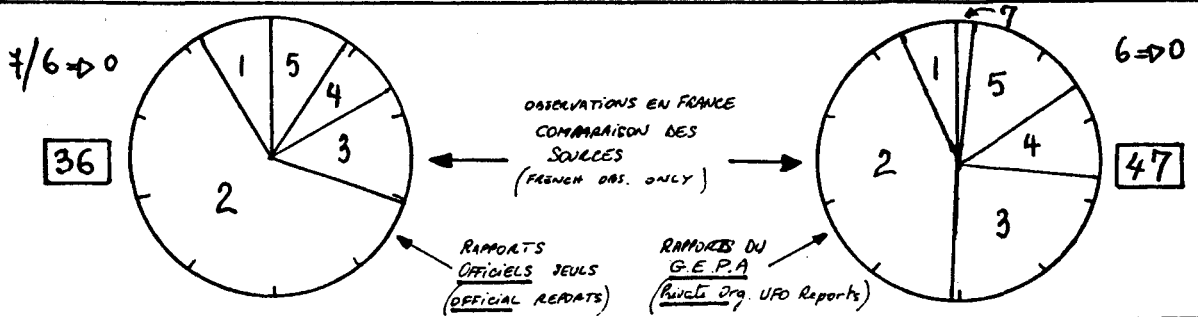 7/6 ⇒ 0
36
1
5
4
3
2
OBSERVATIONS EN FRANCE
COMPARAISON DES
SOURCES
(FRENCH OBS. ONLY)
RAPPORTS
OFFICIELS SEULS
(OFFICIAL REPORTS)
RAPPORTS DU
G.E.P.A
(Private Org. UFO Reports)
7
1
5
2
4
3
6 ⇒ 0
47